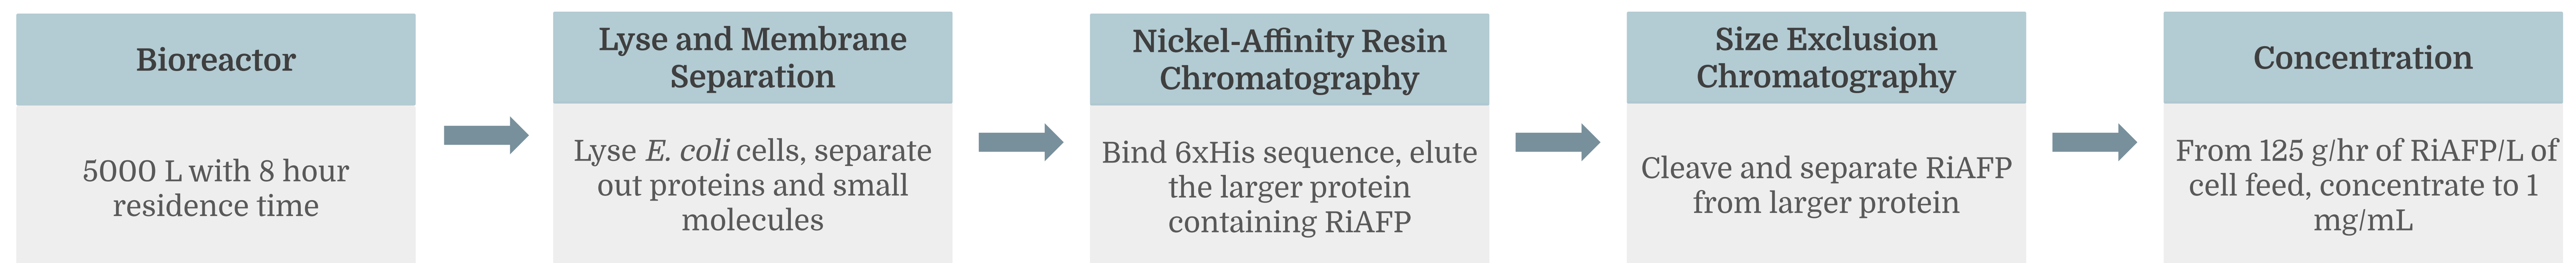 Bioreactor
5000 L with 8 hour
residence time
Lyse and Membrane
Separation
Lyse E. coli cells, separate
out proteins and small
molecules
Nickel-Affinity Resin
Chromatography
Bind 6xHis sequence, elute
the larger protein
containing RiAFP
Size Exclusion
Chromatography
Cleave and separate RiAFP
from larger protein
Concentration
From 125 g/hr of RiAFP/L of
cell feed, concentrate to 1
mg/mL